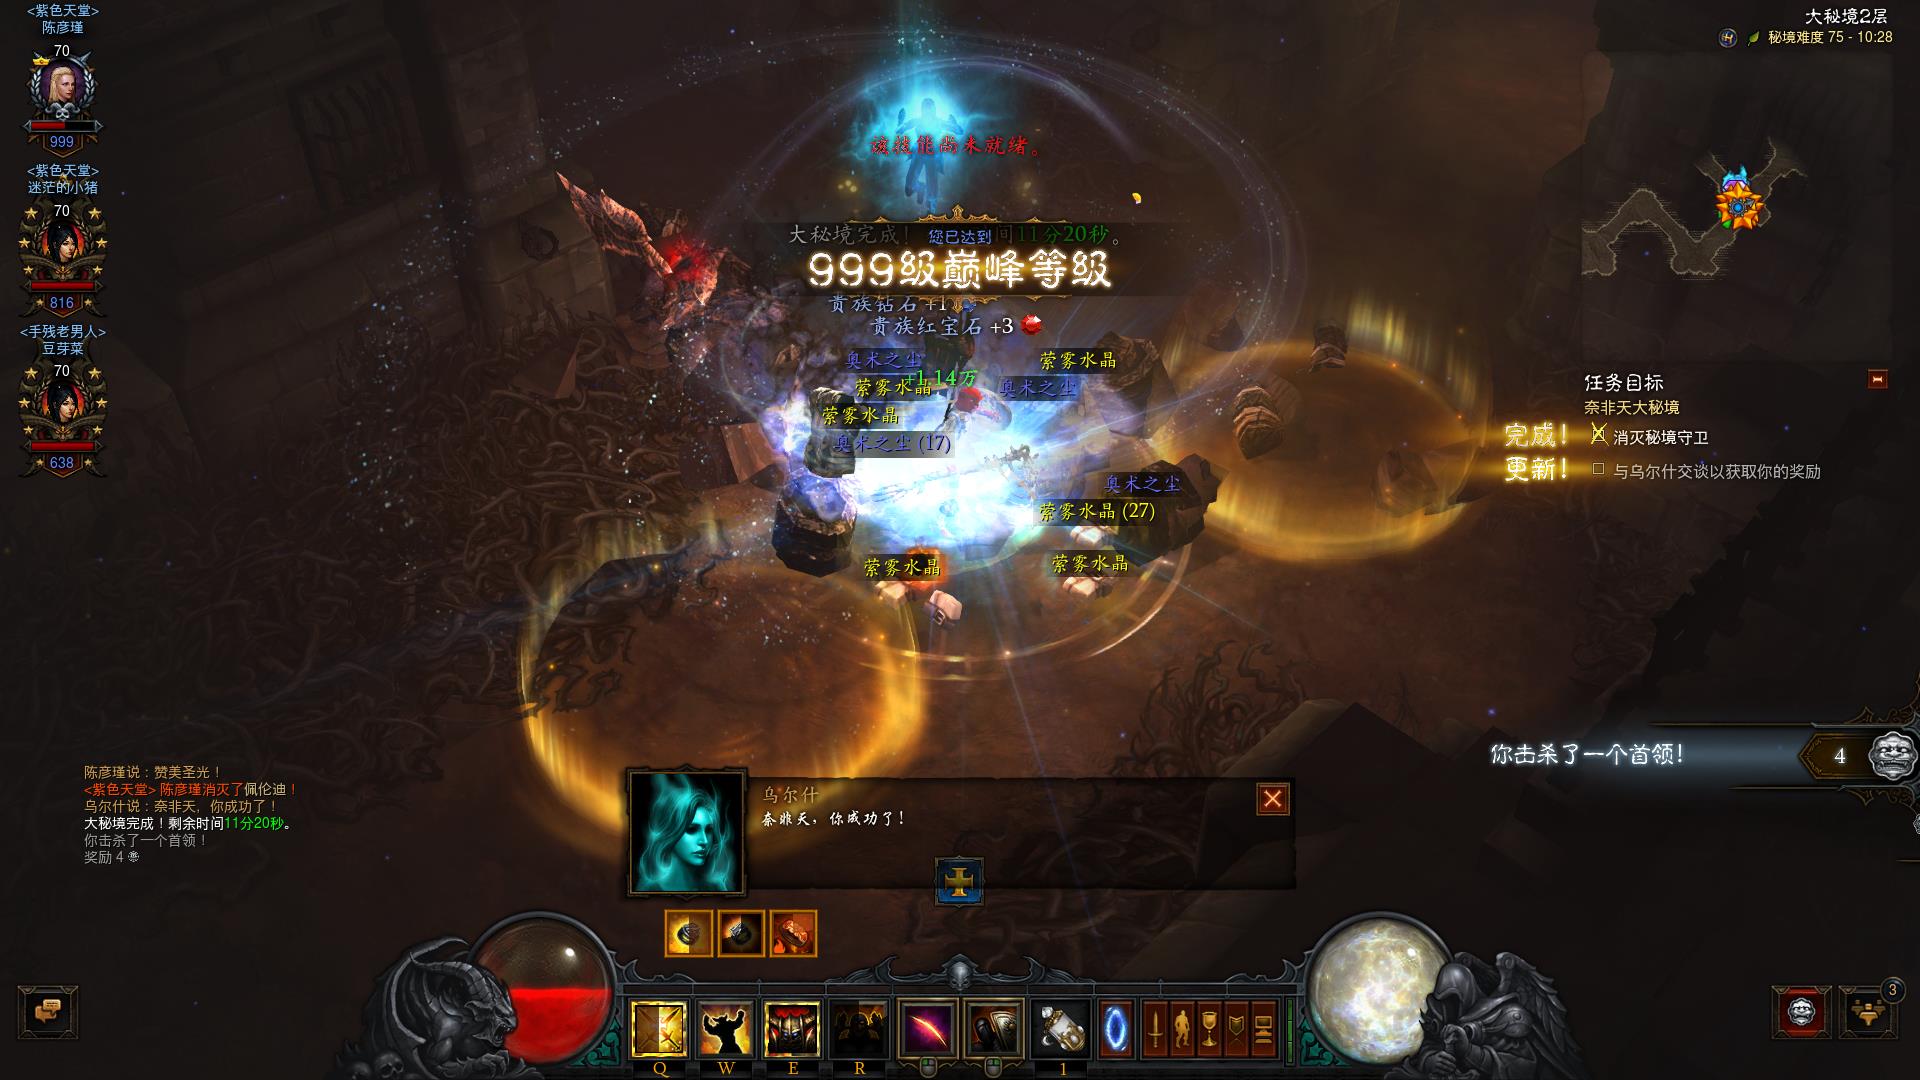 <紫色天堂>
陈彦瑾
70
999
<紫色天堂>
迷茫的小猪
70
816
<手残老男人>
豆芽菜
70
638
大秘境2层
秘境难度 75 - 10:28
该技能尚未就绪。
大秘境完成！
间11分20秒。
您已达到
999级巅峰等级
贵族钻石 +1
贵族红宝石 +3
奥术之尘
萦雾水晶
+1.14万
萦雾水晶
奥术之尘
萦雾水晶
奥术之尘 (17)
奥术之尘
萦雾水晶 (27)
萦雾水晶
萦雾水晶
3
任务目标
奈非天大秘境
完成！ 消灭秘境守卫
更新！ 与乌尔什交谈以获取你的奖励
你击杀了一个首领！
4
陈彦瑾说：赞美圣光！
<紫色天堂> 陈彦瑾消灭了佩伦迪！
乌尔什说：奈非天，你成功了！
大秘境完成！剩余时间11分20秒。
你击杀了一个首领！
奖励 4
乌尔什
奈非天，你成功了！
Q
W
E
R
1
3